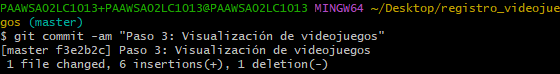 PAAWSA02LC1013+PAAWSA02LC1013@PAAWSA02LC1013 MINGW64 ~/Desktop/registro_videojue
gos (master)
$ git commit -am "Paso 3: Visualización de videojuegos"
[master f3e2b2c] Paso 3: Visualización de videojuegos
 1 file changed, 6 insertions(+), 1 deletion(-)